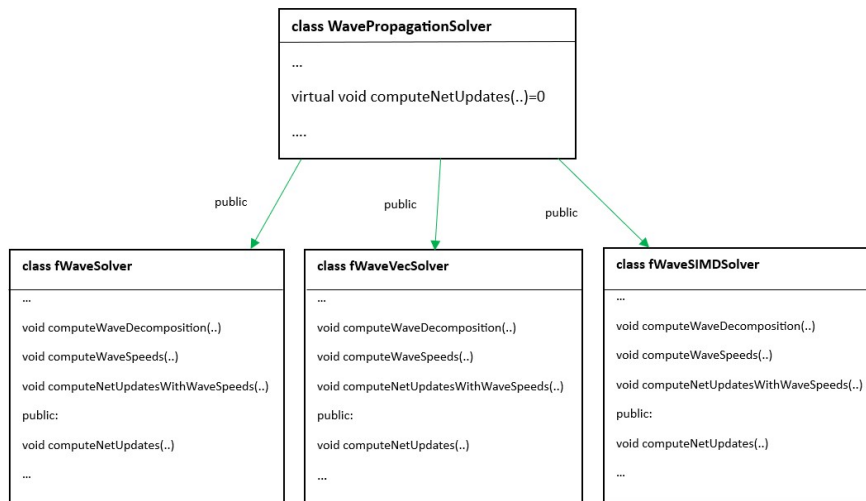 class WavePropagationSolver
...
virtual void computeNetUpdates(..)=0
....
public
public
public
class fWaveSolver
...
void computeWaveDecomposition(..)
void computeWaveSpeeds(..)
void computeNetUpdatesWithWaveSpeeds(..)
public:
void computeNetUpdates(..)
...
class fWaveVecSolver
...
void computeWaveDecomposition(..)
void computeWaveSpeeds(..)
void computeNetUpdatesWithWaveSpeeds(..)
public:
void computeNetUpdates(..)
...
class fWaveSIMDSolver
...
void computeWaveDecomposition(..)
void computeWaveSpeeds(..)
void computeNetUpdatesWithWaveSpeeds(..)
public:
void computeNetUpdates(..)
...